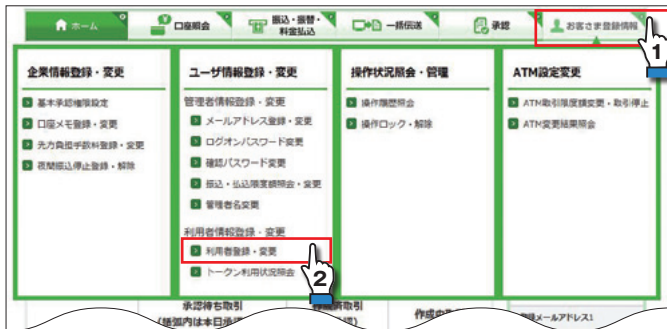 ホーム 口座照会 振込・振替・ 一括伝送 承認 お客さま登録情報
料金払込
1
企業情報登録・変更
基本承認権限設定
口座メモ登録・変更
先方負担手数料登録・変更
夜間振込停止登録・解除
ユーザ情報登録・変更
管理者情報登録・変更
メールアドレス登録・変更
ログオンパスワード変更
確認パスワード変更
振込・払込限度額照会・変更
管理者名変更
利用者情報登録・変更
利用者登録・変更
トークン利用状況照会
2
操作状況照会・管理
操作履歴照会
操作ロック・解除
ATM設定変更
ATM取引限度額変更・取引停止
ATM変更結果照会
承認待ち取引
メールアドレス1